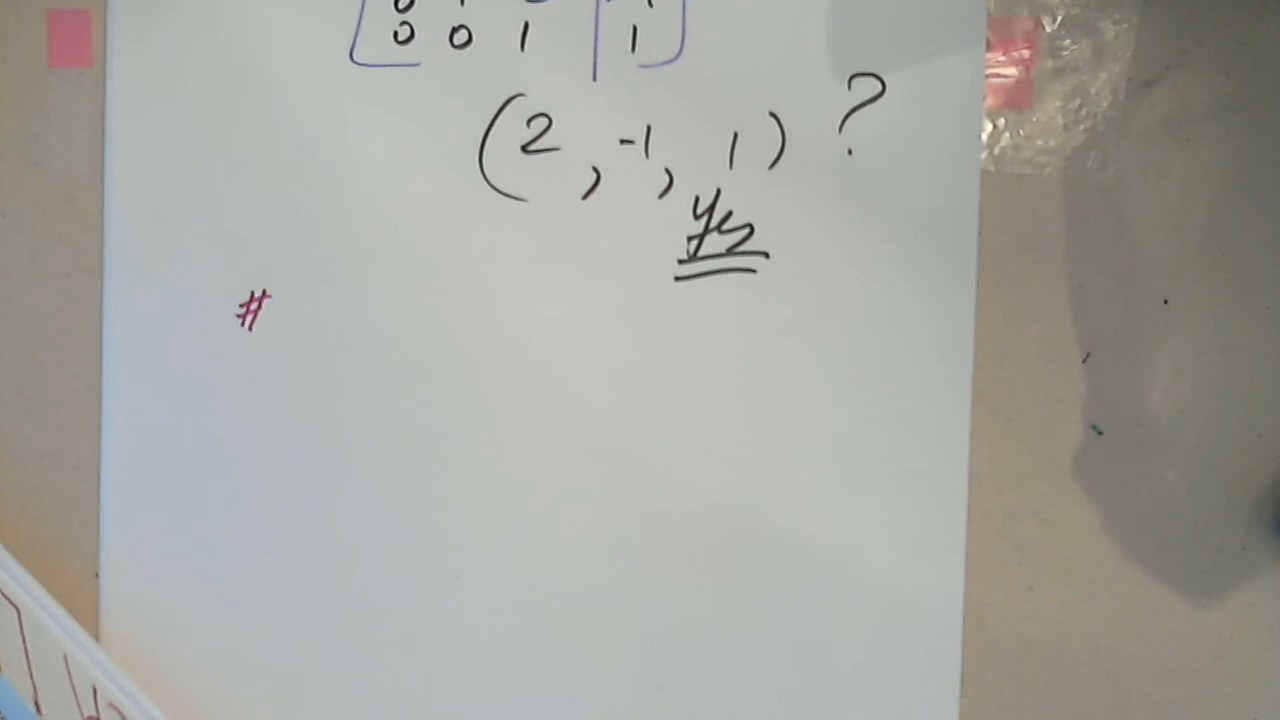 0 0 1 | 1
(2, -1, 1) ?
yes
#